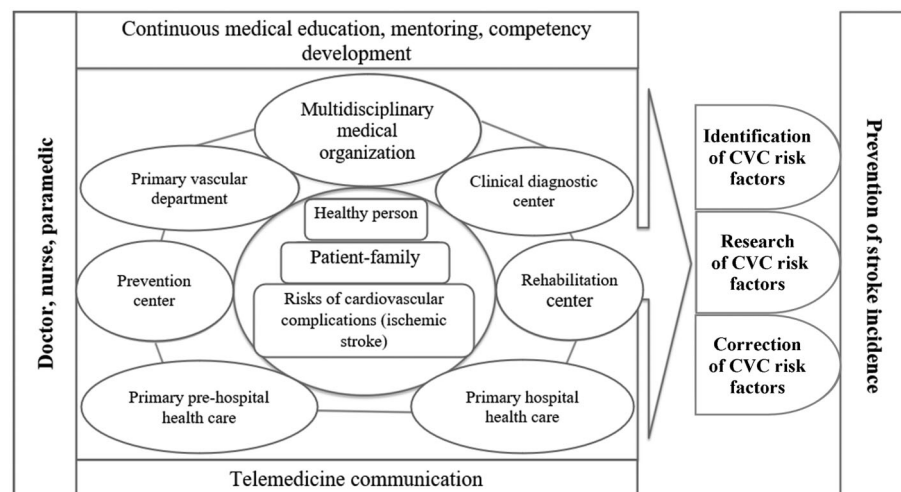 Doctor, nurse, paramedic
Continuous medical education, mentoring, competency
development
Multidisciplinary
medical
organization
Primary vascular
department
Clinical diagnostic
center
Healthy person
Patient-family
Risks of cardiovascular
complications (ischemic
stroke)
Prevention
center
Rehabilitation
center
Primary pre-hospital
health care
Primary hospital
health care
Telemedicine communication
Identification
of CVC risk
factors
Research
of CVC risk
factors
Correction
of CVC risk
factors
Prevention of stroke incidence